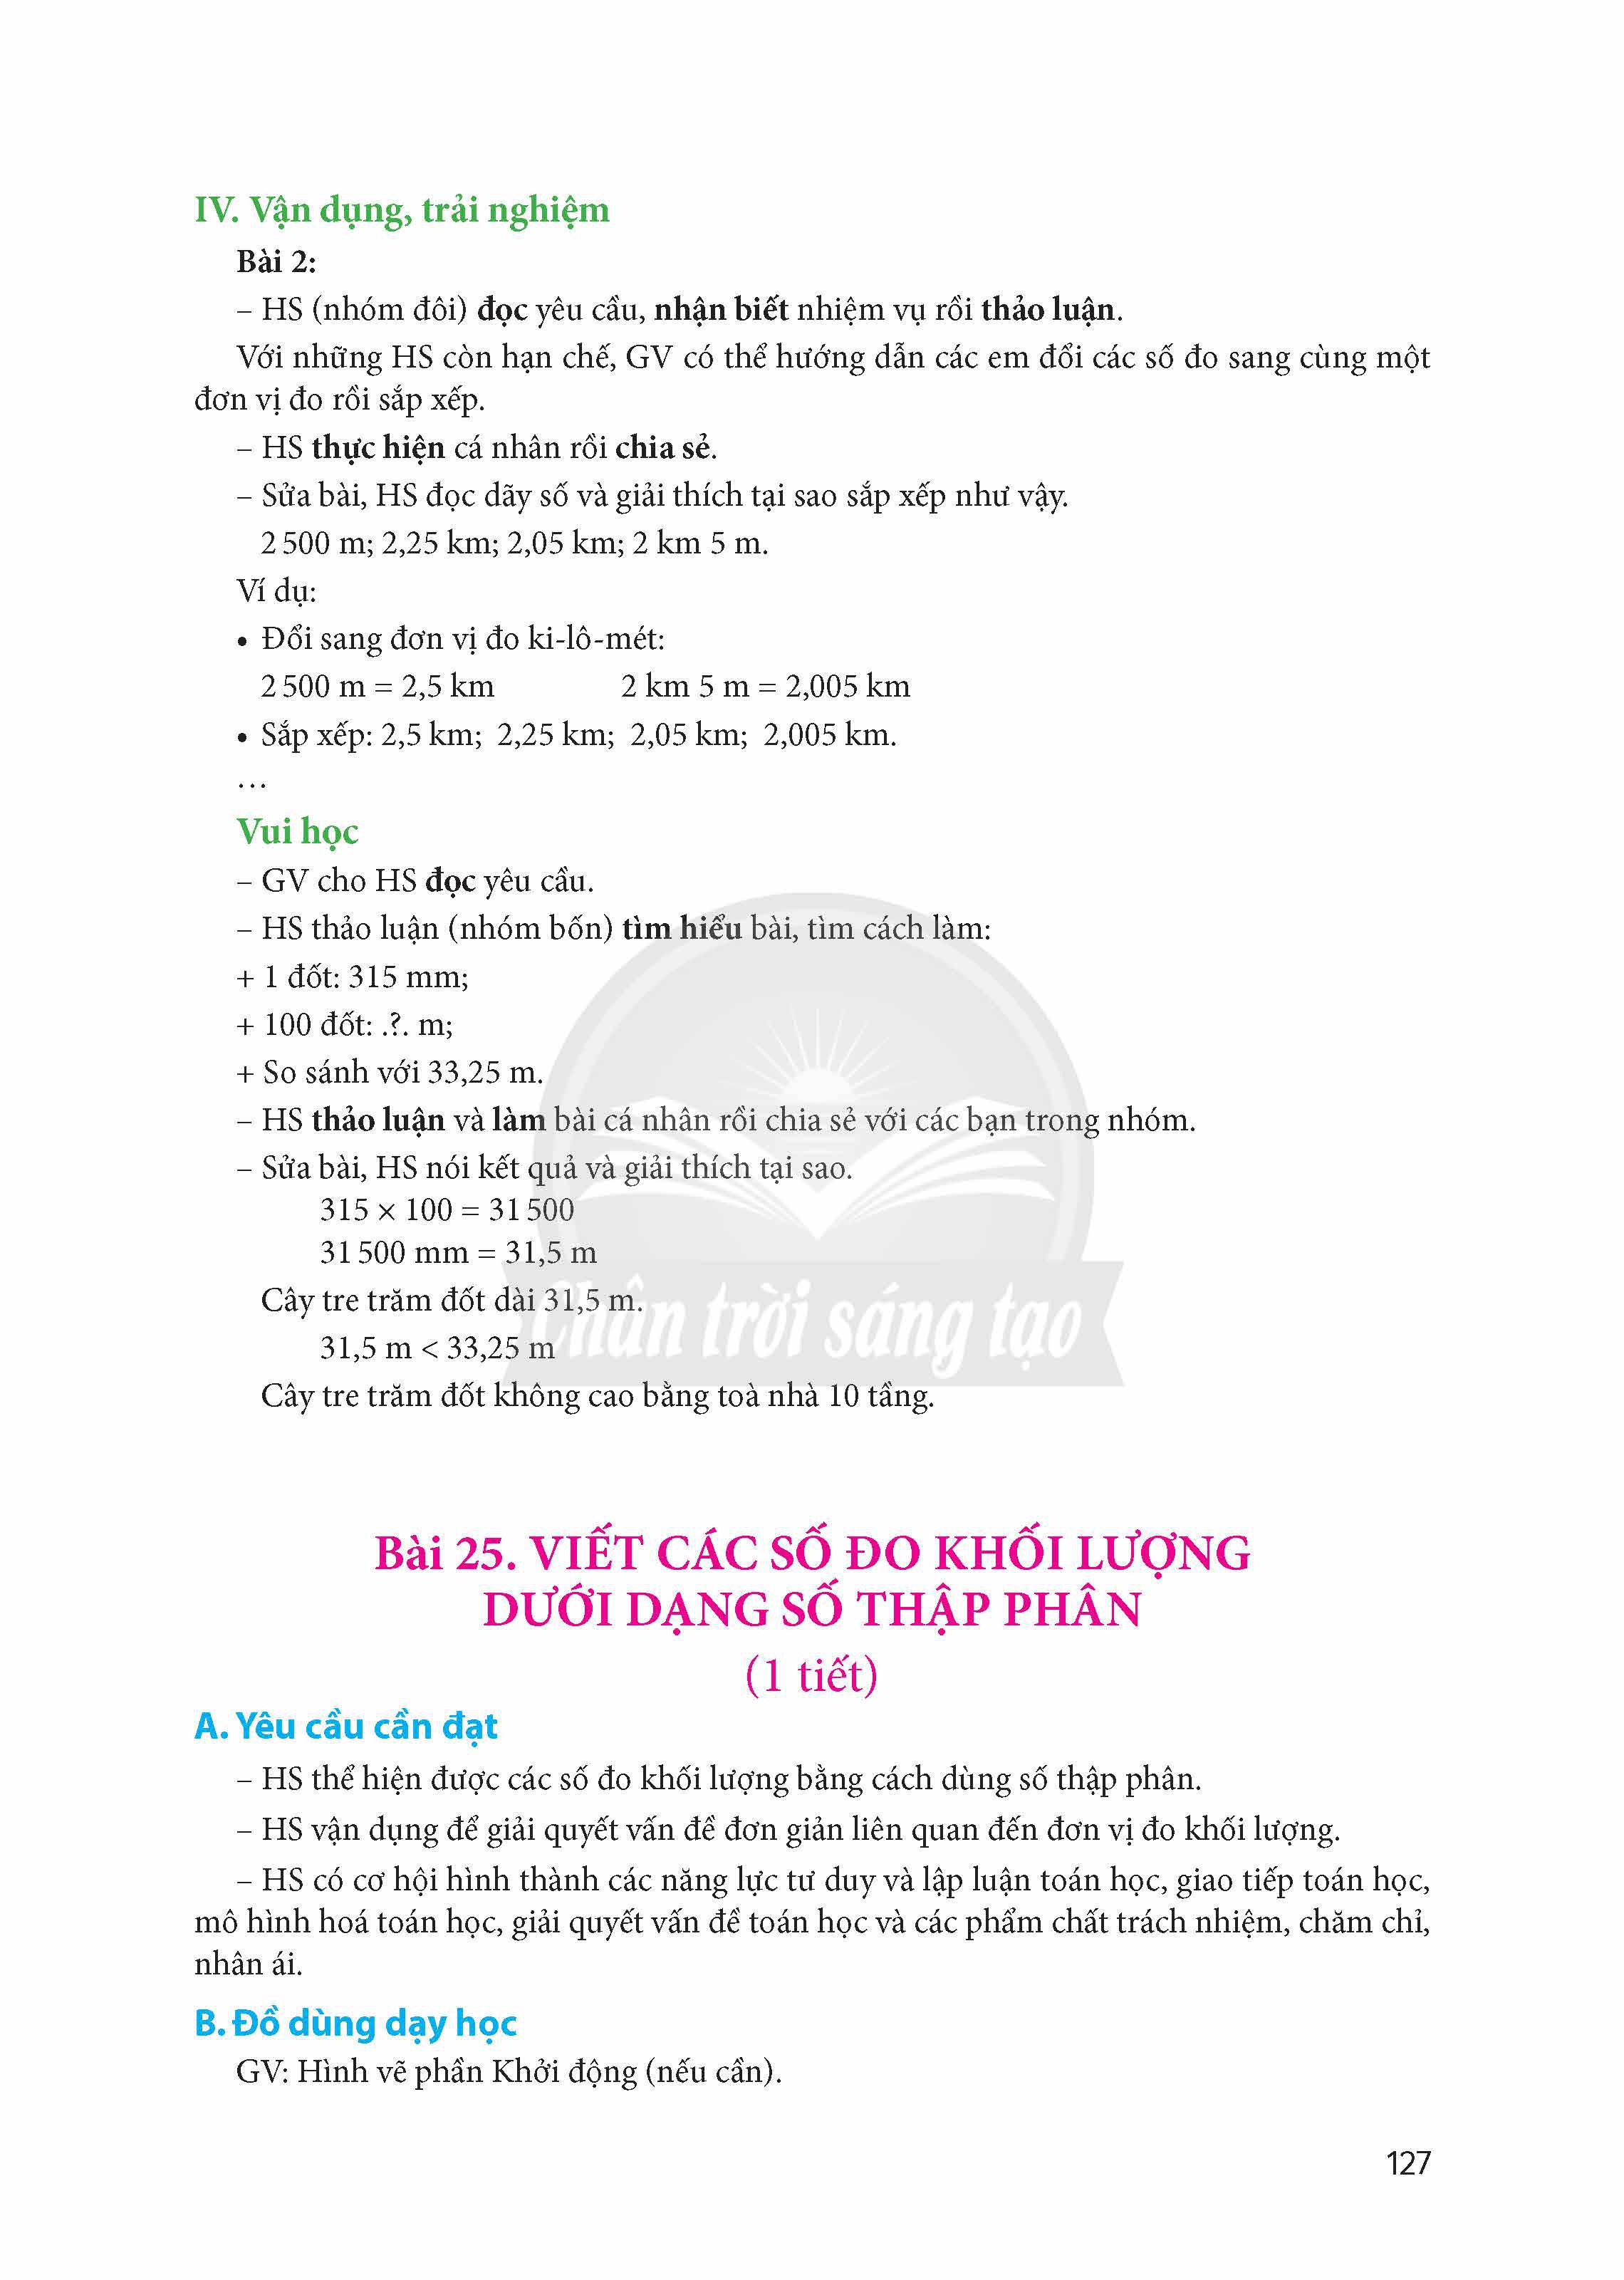 IV. Vận dụng, trải nghiệm
Bài 2:
– HS (nhóm đôi) đọc yêu cầu, nhận biết nhiệm vụ rồi thảo luận.
Với những HS còn hạn chế, GV có thể hướng dẫn các em đổi các số đo sang cùng một
đơn vị đo rồi sắp xếp.
– HS thực hiện cá nhân rồi chia sẻ.
– Sửa bài, HS đọc dãy số và giải thích tại sao sắp xếp như vậy.
2 500 m; 2,25 km; 2,05 km; 2 km 5 m.
Ví dụ:
• Đổi sang đơn vị đo ki-lô-mét:
2 500 m = 2,5 km 2 km 5 m = 2,005 km
• Sắp xếp: 2,5 km; 2,25 km; 2,05 km; 2,005 km.
…
Vui học
– GV cho HS đọc yêu cầu.
– HS thảo luận (nhóm bốn) tìm hiểu bài, tìm cách làm:
+ 1 đốt: 315 mm;
+ 100 đốt: .?. m;
+ So sánh với 33,25 m.
– HS thảo luận và làm bài cá nhân rồi chia sẻ với các bạn trong nhóm.
– Sửa bài, HS nói kết quả và giải thích tại sao.
315 × 100 = 31 500
31 500 mm = 31,5 m
Cây tre trăm đốt dài 31,5 m.
Chân trời sáng tạo
31,5 m < 33,25 m
Cây tre trăm đốt không cao bằng toà nhà 10 tầng.
Bài 25. VIẾT CÁC SỐ ĐO KHỐI LƯỢNG
DƯỚI DẠNG SỐ THẬP PHÂN
(1 tiết)
A. Yêu cầu cần đạt
– HS thể hiện được các số đo khối lượng bằng cách dùng số thập phân.
– HS vận dụng để giải quyết vấn đề đơn giản liên quan đến đơn vị đo khối lượng.
– HS có cơ hội hình thành các năng lực tư duy và lập luận toán học, giao tiếp toán học,
mô hình hoá toán học, giải quyết vấn đề toán học và các phẩm chất trách nhiệm, chăm chỉ,
nhân ái.
B. Đồ dùng dạy học
GV: Hình vẽ phần Khởi động (nếu cần).
127